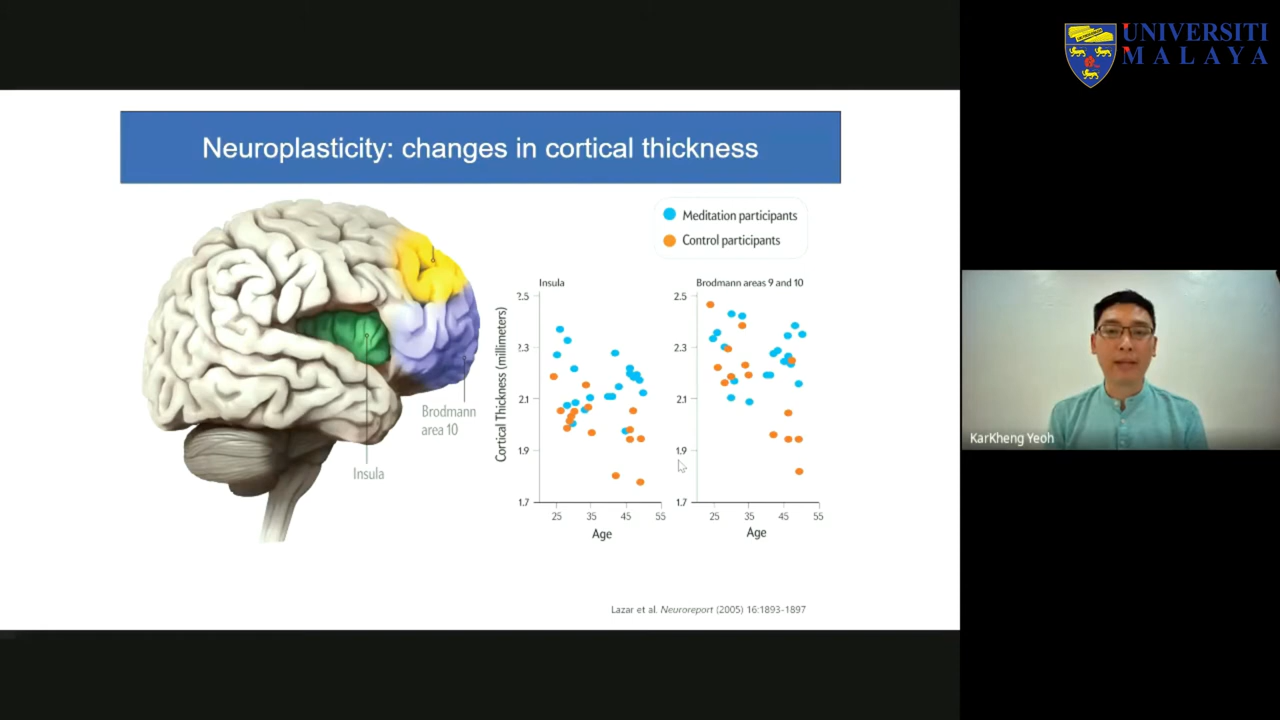 UNIVERSITI
MALAYA
Neuroplasticity: changes in cortical thickness
Meditation participants
Control participants
Insula
Brodmann areas 9 and 10
Cortical Thickness (millimeters)
2.5
2.3
2.1
1.9
1.7
25 35 45 55
Age
2.5
2.3
2.1
1.9
1.7
25 35 45 55
Age
Brodmann
area 10
Insula
Lazar et al. Neuroreport (2005) 16:1893-1897
KarKheng Yeoh